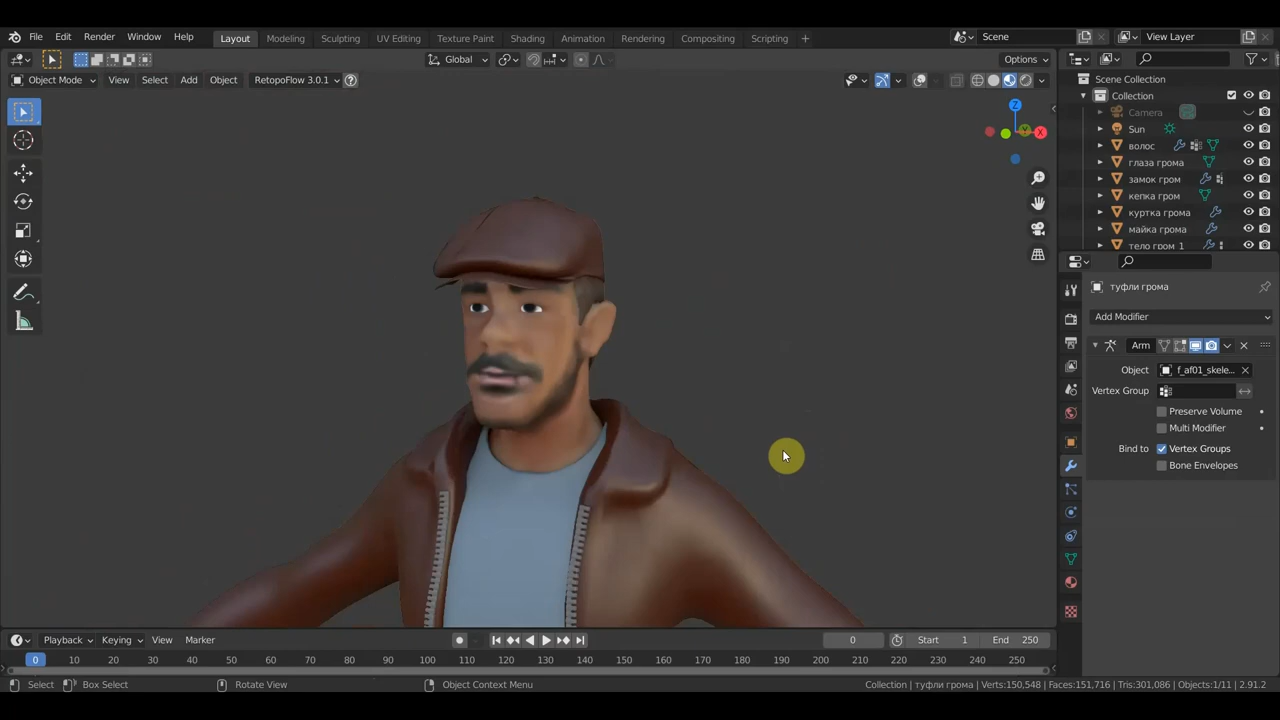 File Edit Render Window Help Layout Modeling Sculpting UV Editing Texture Paint Shading Animation Rendering Compositing Scripting + Scene View Layer
Global Options
Object Mode View Select Add Object RetopoFlow 3.0.1
Scene Collection
Collection
Camera
Sun
волос
глаза грома
замок гром
кепка грома
куртка грома
майка грома
тело гром 1
Z
Y
X
туфли грома
Add Modifier
Arm
Object f_af01_skele...
Vertex Group
Preserve Volume
Multi Modifier
Bind to Vertex Groups
Bone Envelopes
Playback Keying View Marker 0 Start 1 End 250
0 10 20 30 40 50 60 70 80 90 100 110 120 130 140 150 160 170 180 190 200 210 220 230 240 250
Select Box Select Rotate View Object Context Menu Collection | туфли грома | Verts:150,548 | Faces:151,716 | Tris:301,086 | Objects:1/11 | 2.91.2